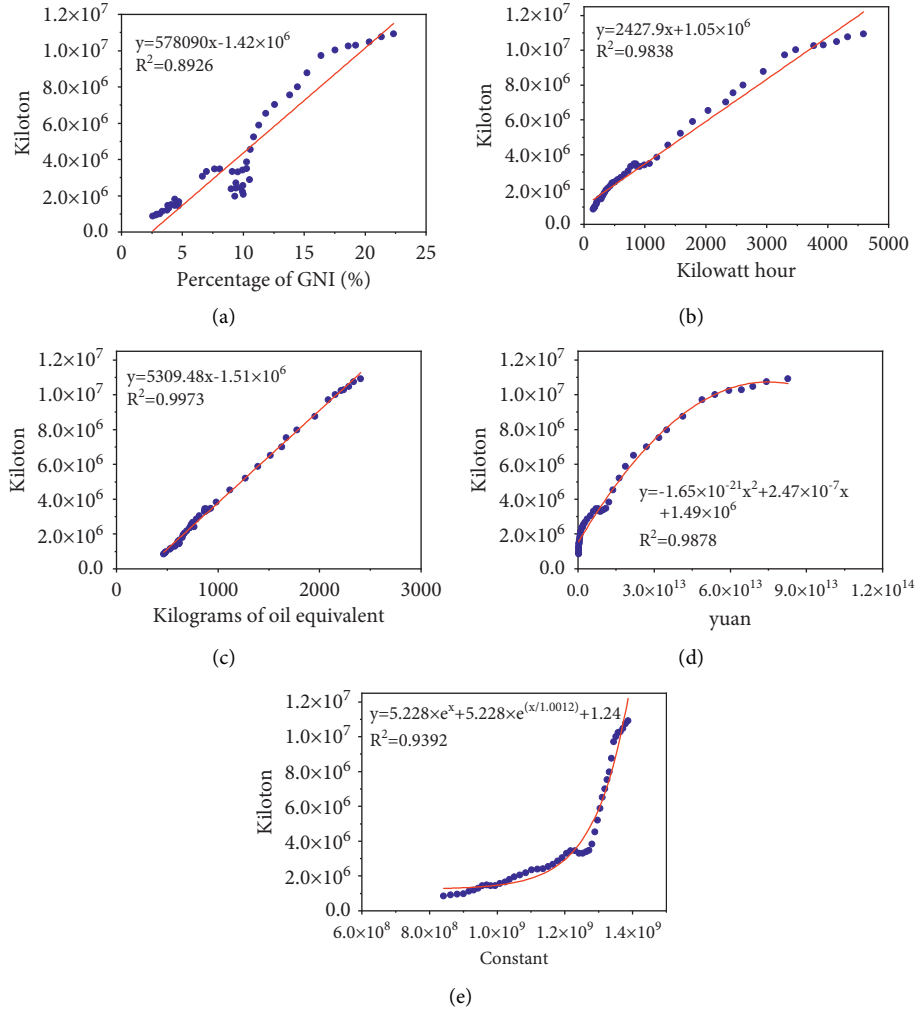 1.2×10⁷
1.0×10⁷
8.0×10⁶
6.0×10⁶
4.0×10⁶
2.0×10⁶
0.0
Kiloton
y=578090x-1.42×10⁶
R²=0.8926
0 5 10 15 20 25
Percentage of GNI (%)
(a)
1.2×10⁷
1.0×10⁷
8.0×10⁶
6.0×10⁶
4.0×10⁶
2.0×10⁶
0.0
Kiloton
y=2427.9x+1.05×10⁶
R²=0.9838
0 1000 2000 3000 4000 5000
Kilowatt hour
(b)
1.2×10⁷
1.0×10⁷
8.0×10⁶
6.0×10⁶
4.0×10⁶
2.0×10⁶
0.0
Kiloton
y=5309.48x-1.51×10⁶
R²=0.9973
0 1000 2000 3000
Kilograms of oil equivalent
(c)
1.2×10⁷
1.0×10⁷
8.0×10⁶
6.0×10⁶
4.0×10⁶
2.0×10⁶
0.0
Kiloton
y=-1.65×10⁻²¹x²+2.47×10⁻⁷x
+1.49×10⁶
R²=0.9878
0.0 3.0×10¹³ 6.0×10¹³ 9.0×10¹³ 1.2×10¹⁴
yuan
(d)
1.2×10⁷
1.0×10⁷
8.0×10⁶
6.0×10⁶
4.0×10⁶
2.0×10⁶
0.0
Kiloton
y=5.228×eˣ+5.228×e^(x/1.0012)+1.24
R²=0.9392
6.0×10⁸ 8.0×10⁸ 1.0×10⁹ 1.2×10⁹ 1.4×10⁹
Constant
(e)